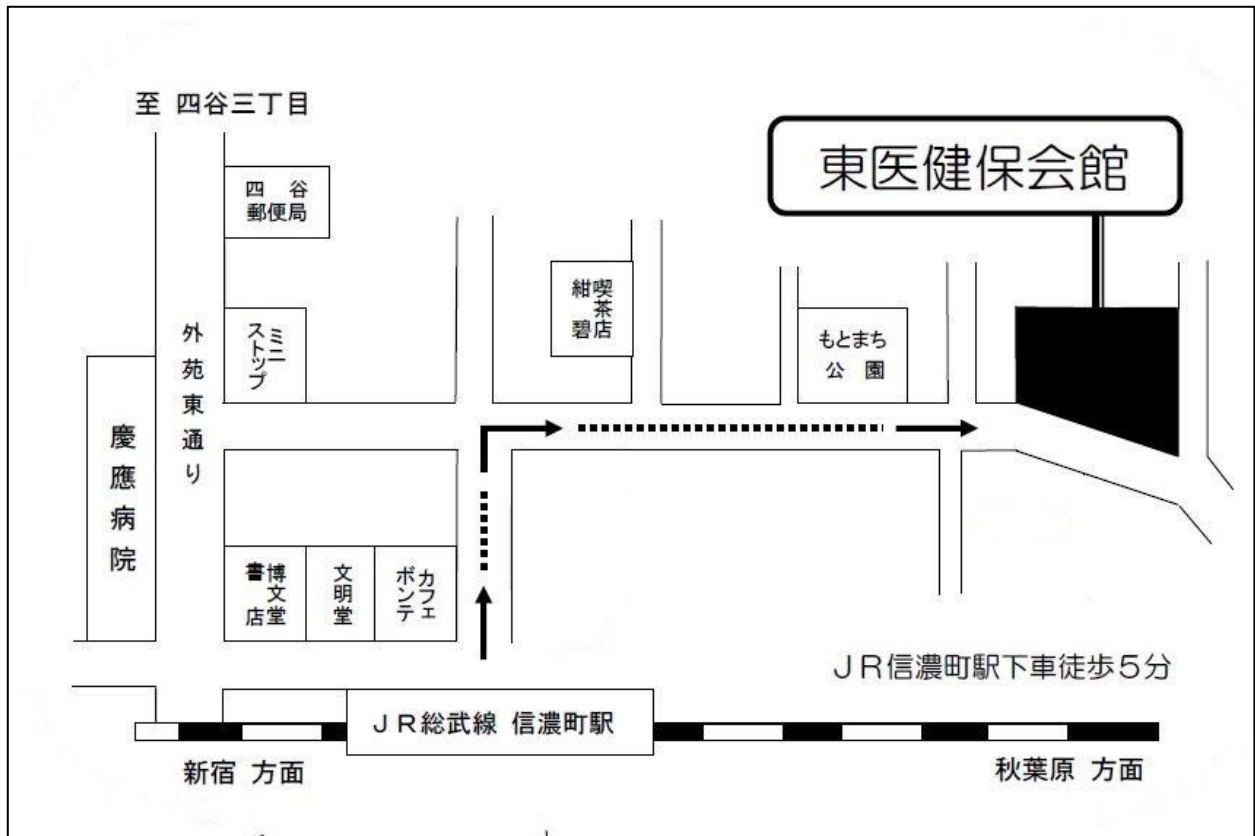 至 四谷三丁目
東医健保会館
四 谷
郵便局
喫茶店
紺 碧
外苑東通り
ミニ
ストップ
もとまち
公 園
慶應病院
博文堂
書 店
文明堂
カフェ
ボンテ
JR信濃町駅下車徒歩5分
JR総武線 信濃町駅
新宿 方面
秋葉原 方面